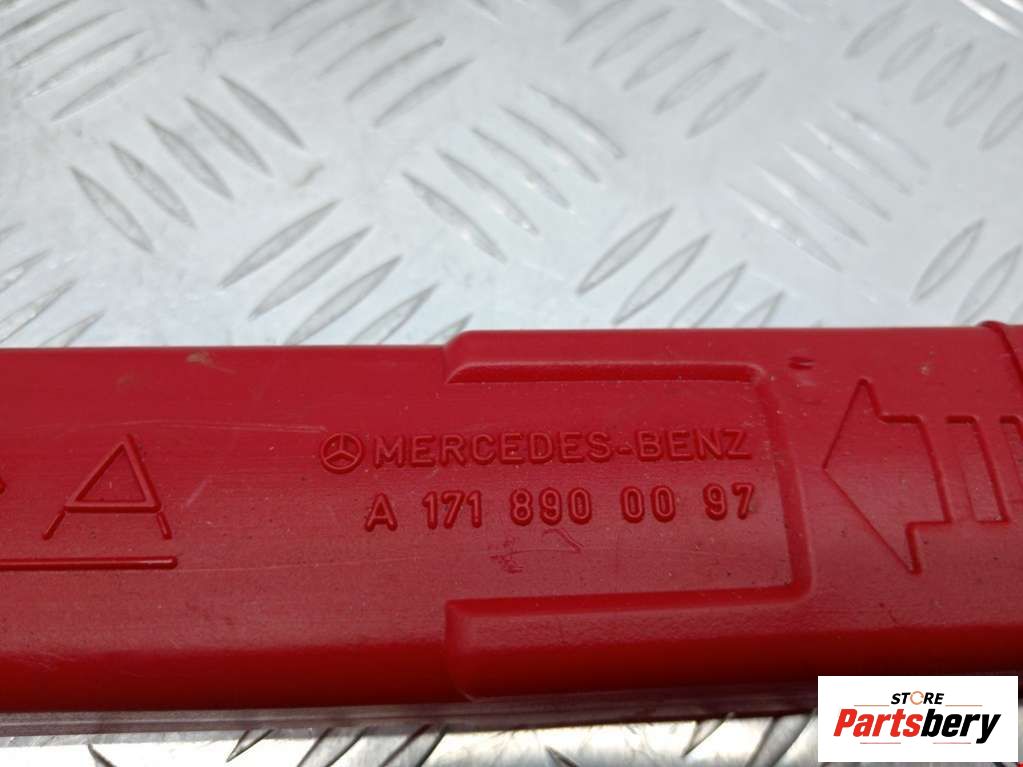 MERCEDES-BENZ
A 171 890 00 97
STORE
Partsbery